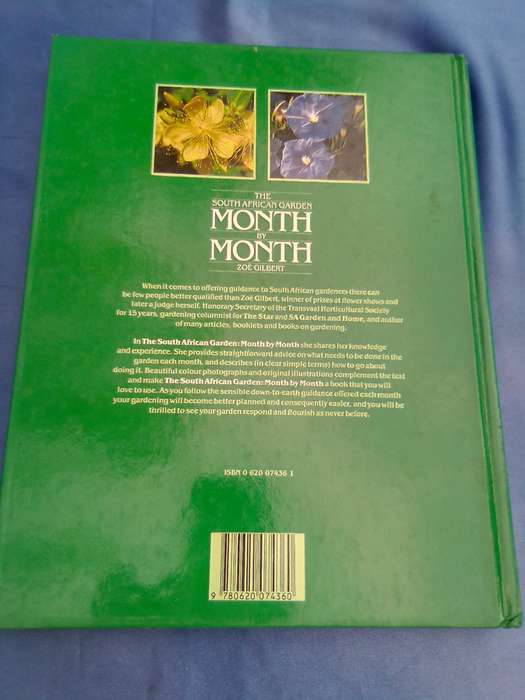 THE
SOUTH AFRICAN GARDEN
MONTH
BY
MONTH
ZOË GILBERT
When it comes to offering guidance to South African gardeners there can
be few people better qualified than Zoë Gilbert, winner of prizes at flower shows and
later a judge herself, Honorary Secretary of the Transvaal Horticultural Society
for 15 years, gardening columnist for The Star and SA Garden and Home, and author
of many articles, booklets and books on gardening.
In The South African Garden: Month by Month she shares her knowledge
and experience. She provides straightforward advice on what needs to be done in the
garden each month, and describes (in clear simple terms) how to go about
doing it. Beautiful colour photographs and original illustrations complement the text
and make The South African Garden: Month by Month a book that you will
love to use. As you follow the sensible down-to-earth guidance offered each month
your gardening will become better planned and consequently easier, and you will be
thrilled to see your garden respond and flourish as never before.
ISBN 0 620 07436 1
9 780620 074360